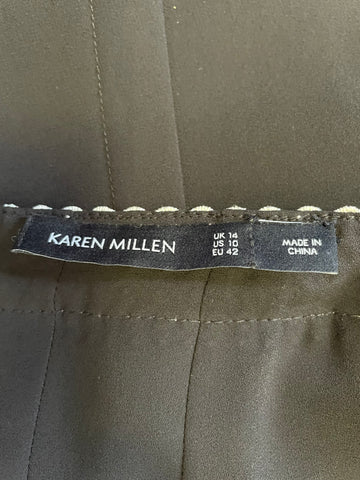 KAREN MILLEN
UK 14
US 10
EU 42
MADE IN
CHINA